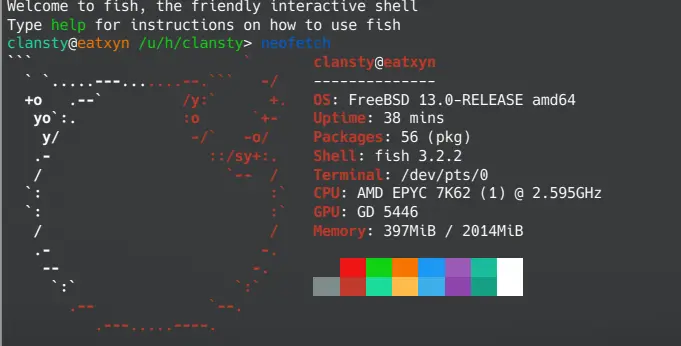 Welcome to fish, the friendly interactive shell
Type help for instructions on how to use fish
clansty@eatxyn /u/h/clansty> neofetch
clansty@eatxyn
--------------
OS: FreeBSD 13.0-RELEASE amd64
Uptime: 38 mins
Packages: 56 (pkg)
Shell: fish 3.2.2
Terminal: /dev/pts/0
CPU: AMD EPYC 7K62 (1) @ 2.595GHz
GPU: GD 5446
Memory: 397MiB / 2014MiB